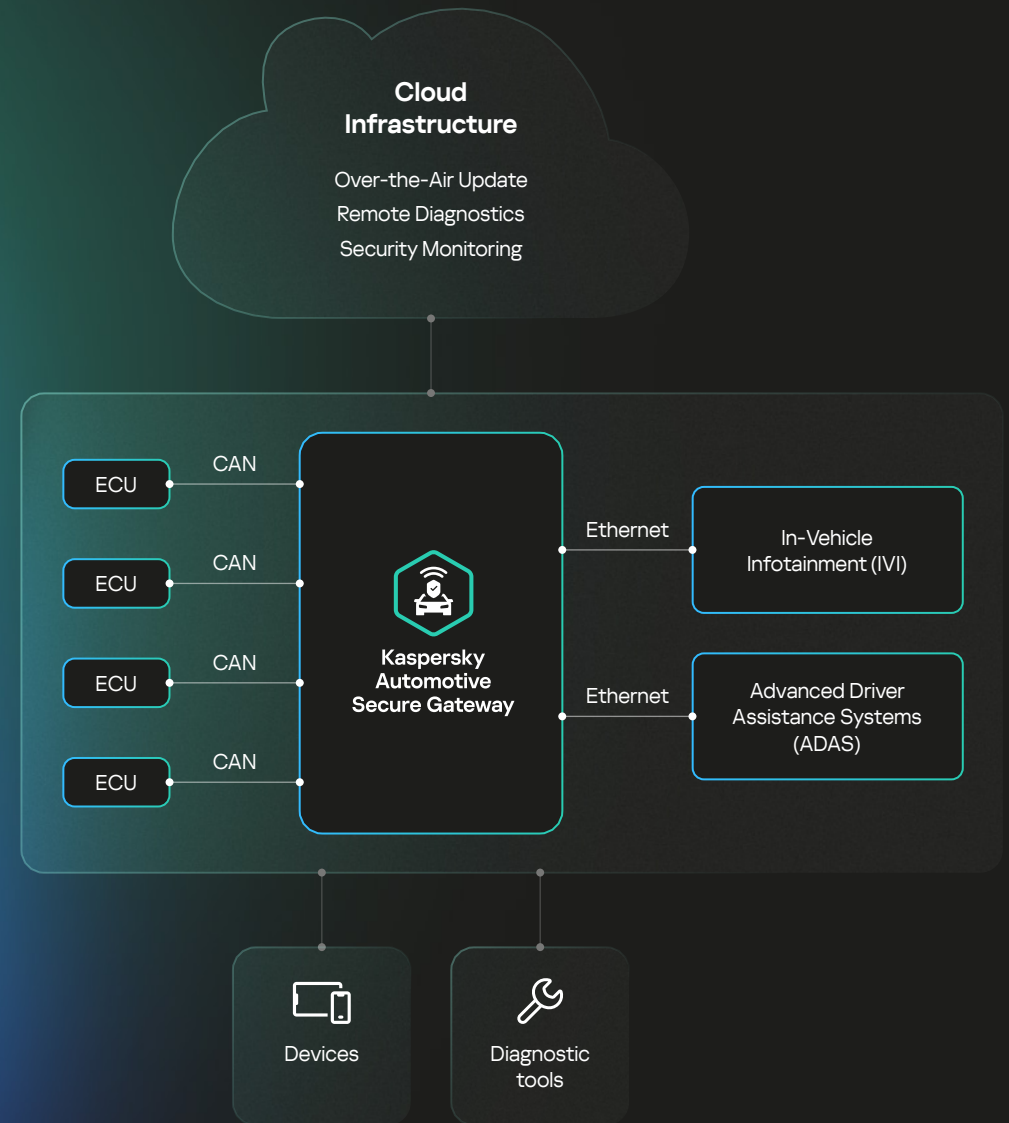 Cloud
Infrastructure
Over-the-Air Update
Remote Diagnostics
Security Monitoring
ECU
CAN
ECU
CAN
ECU
CAN
ECU
CAN
Kaspersky
Automotive
Secure Gateway
Ethernet
In-Vehicle
Infotainment (IVI)
Ethernet
Advanced Driver
Assistance Systems
(ADAS)
Devices
Diagnostic
tools